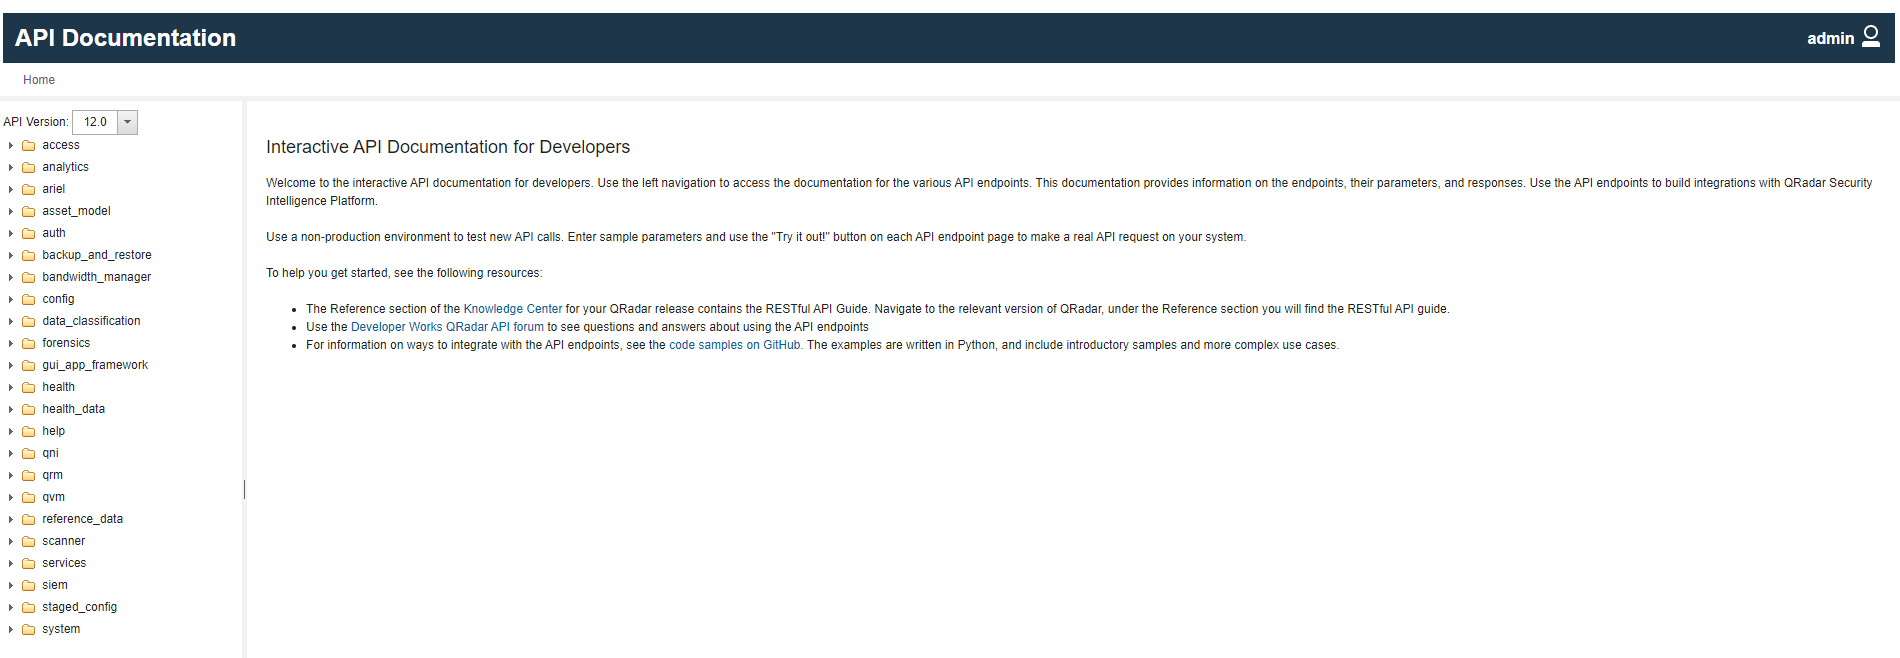 API Documentation
admin
Home
API Version: 12.0
access
analytics
ariel
asset_model
auth
backup_and_restore
bandwidth_manager
config
data_classification
forensics
gui_app_framework
health
health_data
help
qni
qrm
qvm
reference_data
scanner
services
siem
staged_config
system
Interactive API Documentation for Developers
Welcome to the interactive API documentation for developers. Use the left navigation to access the documentation for the various API endpoints. This documentation provides information on the endpoints, their parameters, and responses. Use the API endpoints to build integrations with QRadar Security
Intelligence Platform.
Use a non-production environment to test new API calls. Enter sample parameters and use the "Try it out!" button on each API endpoint page to make a real API request on your system.
To help you get started, see the following resources:
• The Reference section of the Knowledge Center for your QRadar release contains the RESTful API Guide. Navigate to the relevant version of QRadar, under the Reference section you will find the RESTful API guide.
• Use the Developer Works QRadar API forum to see questions and answers about using the API endpoints
• For information on ways to integrate with the API endpoints, see the code samples on GitHub. The examples are written in Python, and include introductory samples and more complex use cases.